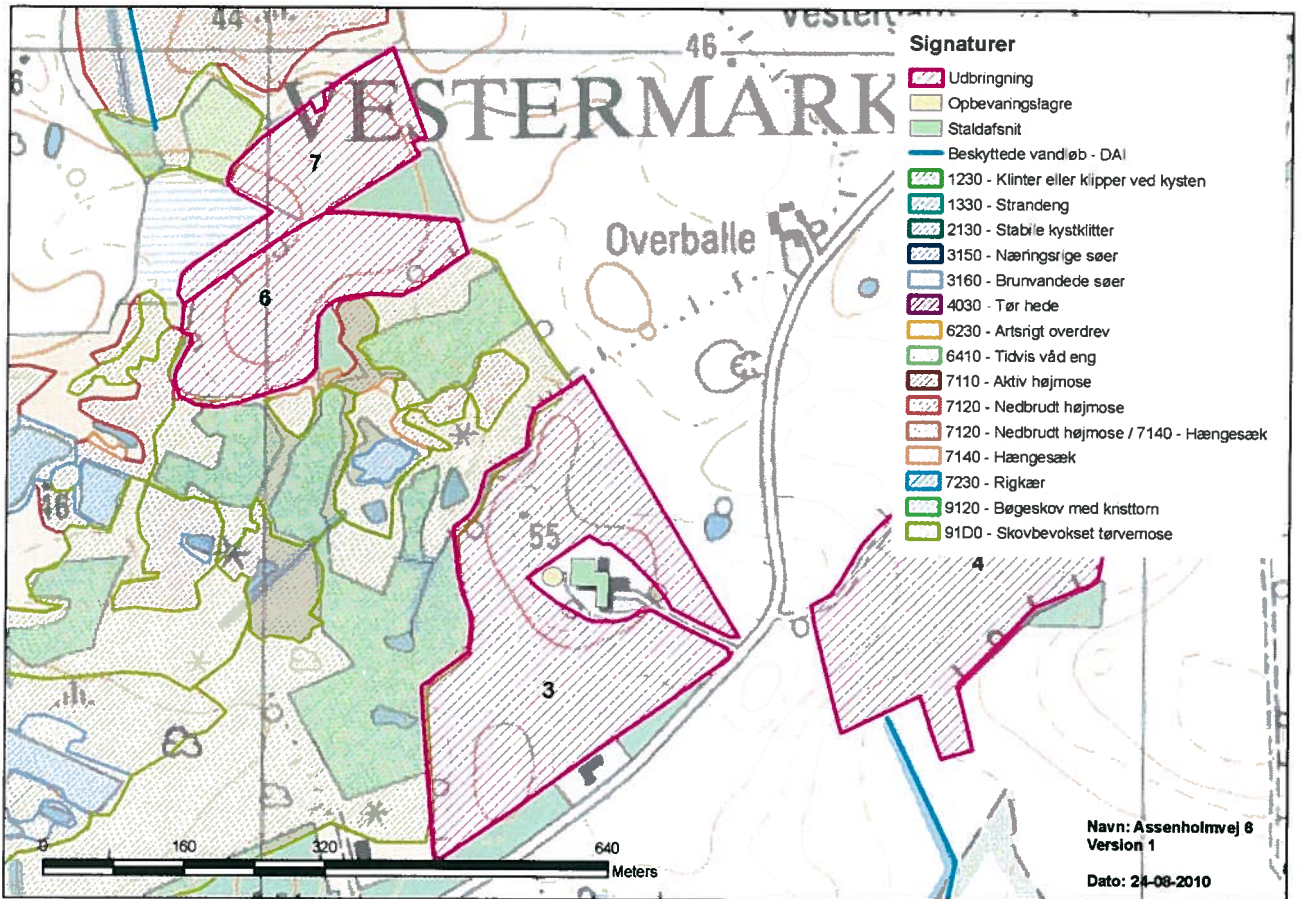 44
46
VESTERMARK
7
Overballe
6
46
55
3
4
Signaturer
Udbringning
Opbevaringslagre
Staldafsnit
Beskyttede vandløb - DAI
1230 - Klinter eller klipper ved kysten
1330 - Strandeng
2130 - Stabile kystklitter
3150 - Næringsrige søer
3160 - Brunvandede søer
4030 - Tør hede
6230 - Artsrigt overdrev
6410 - Tidvis våd eng
7110 - Aktiv højmose
7120 - Nedbrudt højmose
7120 - Nedbrudt højmose / 7140 - Hængesæk
7140 - Hængesæk
7230 - Rigkær
9120 - Bøgeskov med kristtorn
91D0 - Skovbevokset tørvemose
0 160 320 640
Meters
Navn: Assenholmvej 6
Version 1
Dato: 24-08-2010